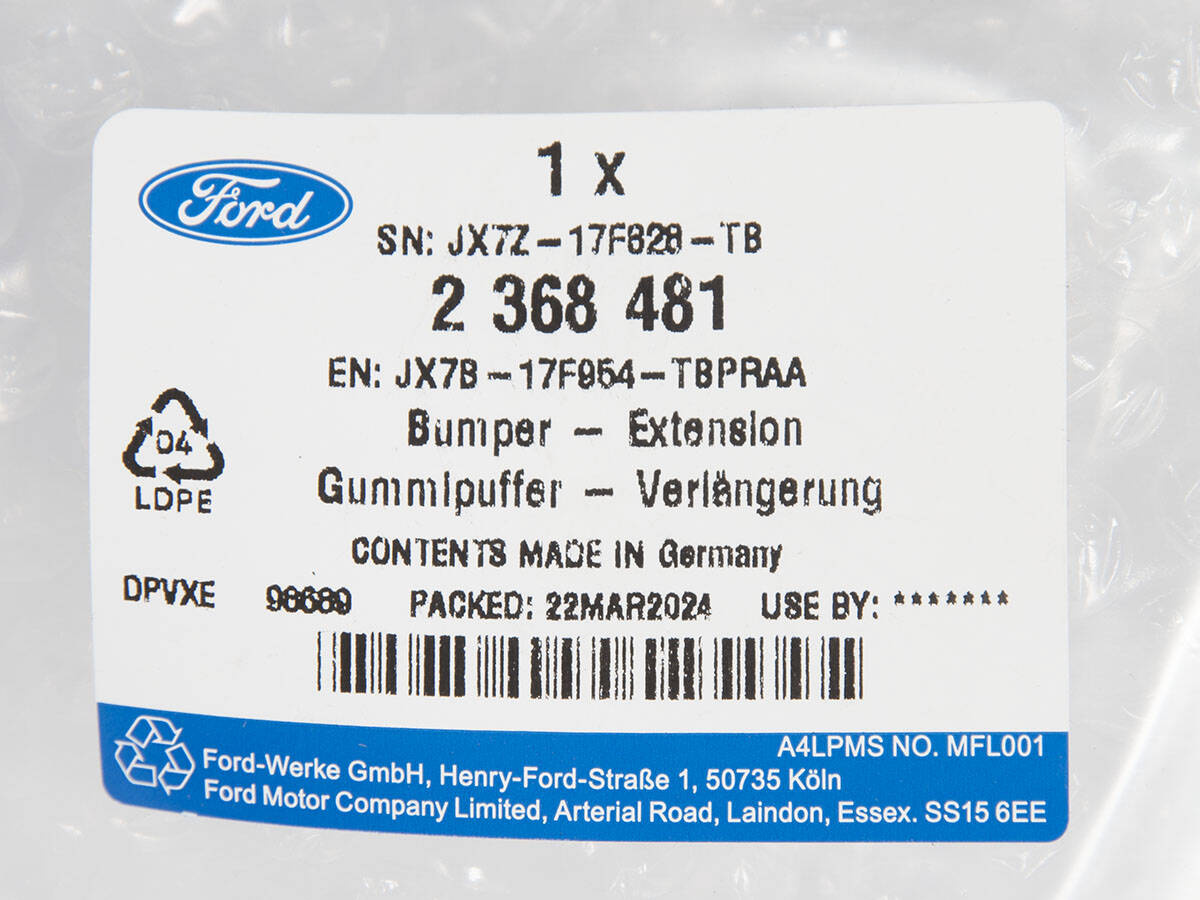 Ford
1 x
SN: JX7Z-17F828-TB
2 368 481
EN: JX7B-17F954-TBPRAA
Bumper - Extension
Gummipuffer - Verlängerung
04
LDPE
CONTENTS MADE IN Germany
DPVXE PACKED: 22MAR2024 USE BY: *******
A4LPMS NO. MFL001
Ford-Werke GmbH, Henry-Ford-Straße 1, 50735 Köln
Ford Motor Company Limited, Arterial Road, Laindon, Essex. SS15 6EE